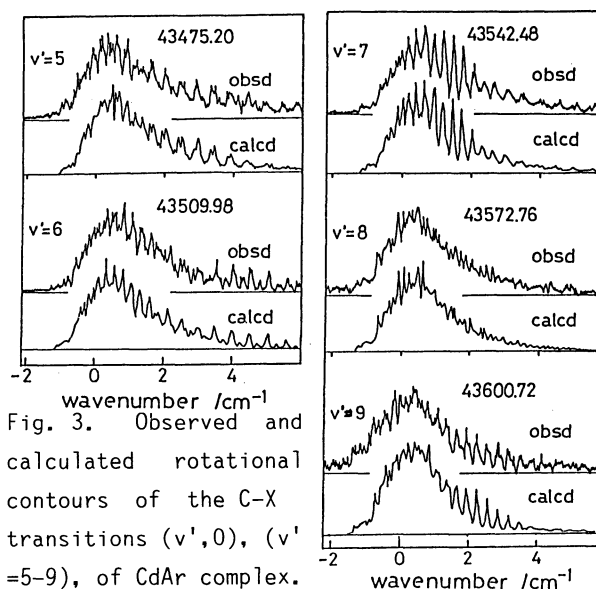 v'=5
43475.20
obsd
calcd
43509.98
v'=6
obsd
calcd
-2 0 2 4
wavenumber /cm-1
Fig. 3. Observed and
calculated rotational
contours of the C-X
transitions (v',0), (v'
=5-9), of CdAr complex.
43542.48
v'=7
obsd
calcd
43572.76
v'=8
obsd
calcd
43600.72
v'=9
obsd
calcd
-2 0 2 4
wavenumber /cm-1